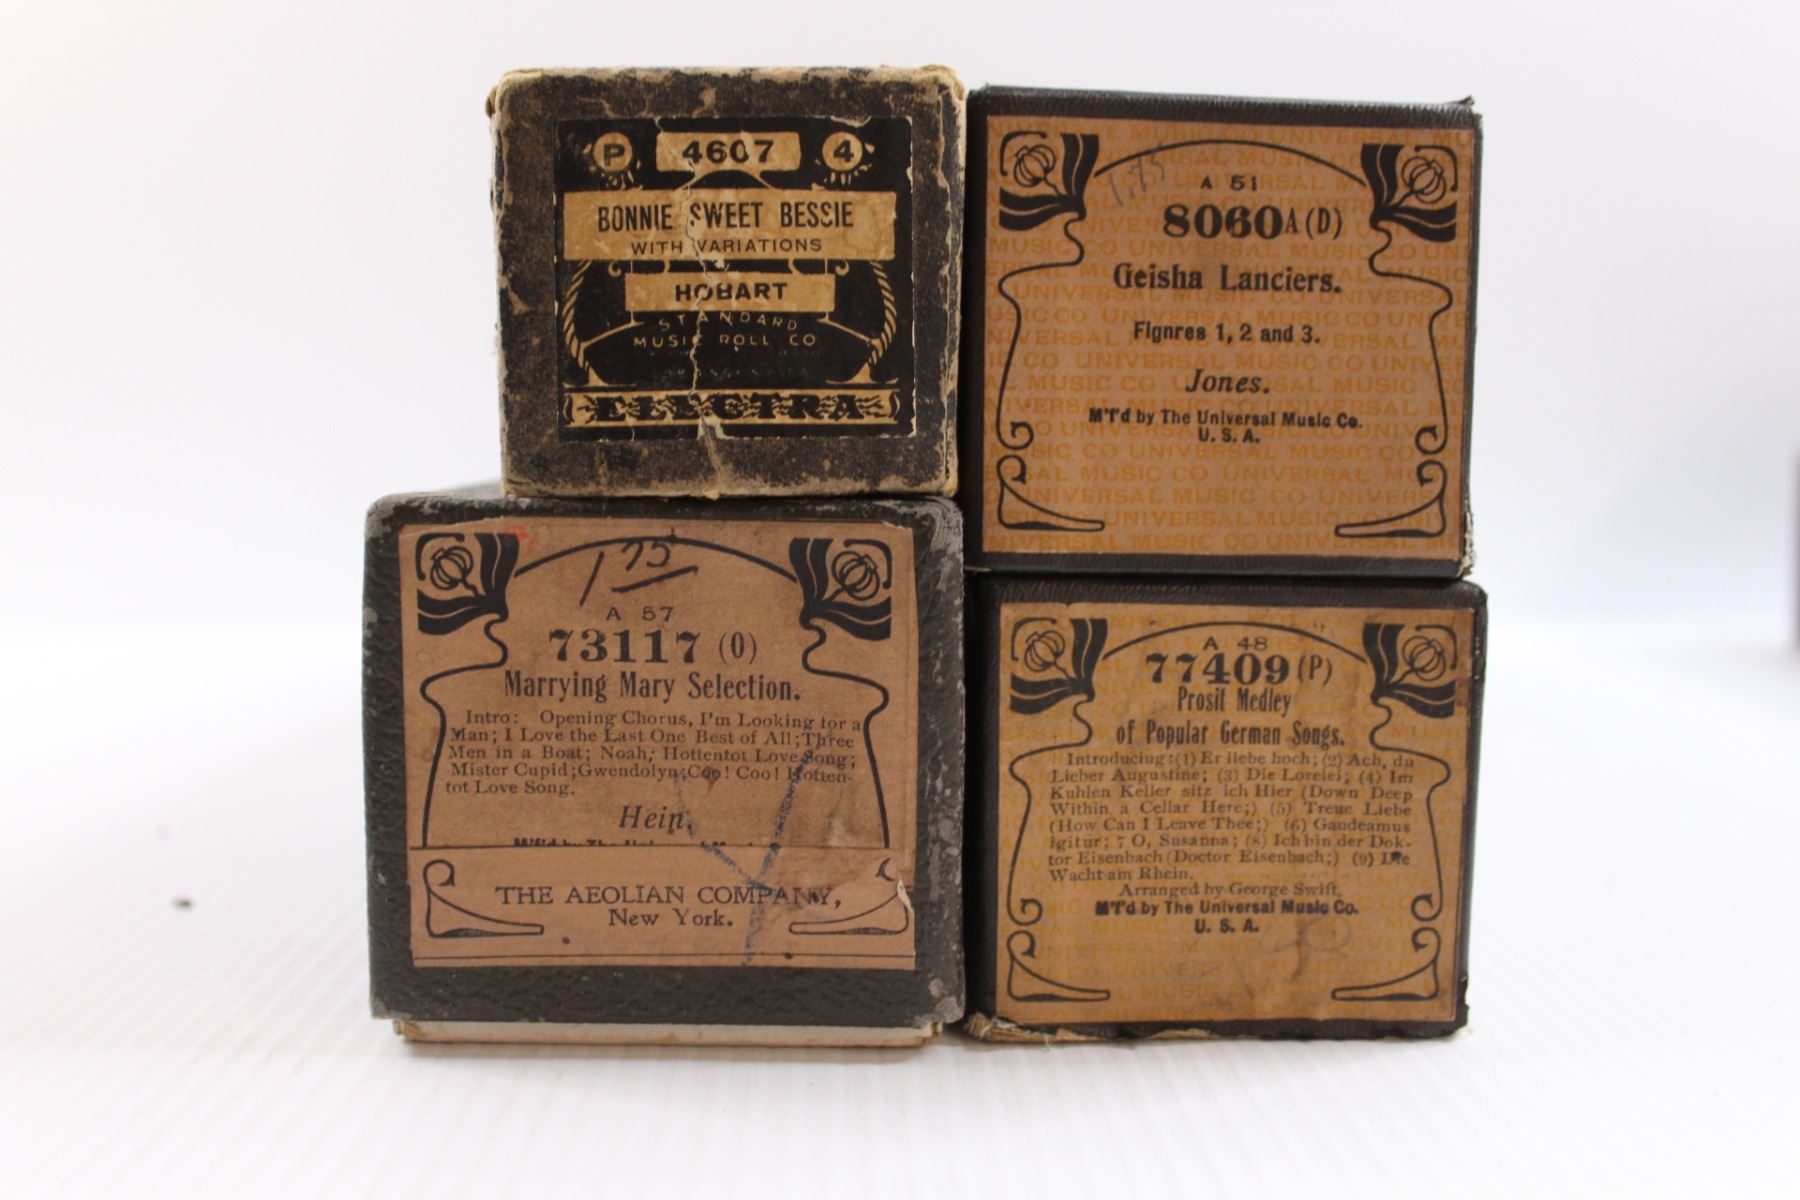 P 4607 4
BONNIE SWEET BESSIE
WITH VARIATIONS
HOBART
STANDARD
MUSIC ROLL CO
ELECTRA
1.75
A 51
8060A (D)
Geisha Lanciers.
Fignres 1, 2 and 3.
Jones.
M'f'd by The Universal Music Co.
U. S. A.
1 75
A 57
73117 (0)
Marrying Mary Selection.
Intro: Opening Chorus, I'm Looking for a
Man; I Love the Last One Best of All; Three
Men in a Boat; Noah; Hottentot Love Song;
Mister Cupid; Gwendolyn; Coo! Coo! Hotten-
tot Love Song.
Hein.
THE AEOLIAN COMPANY,
New York.
A 48
77409 (P)
Prosit Medley
of Popular German Songs.
Introducing: (1) Er liebe hoch; (2) Ach, du
Lieber Augustine; (3) Die Lorelei; (4) Im
Kuhlen Keller sitz ich Hier (Down Deep
Within a Cellar Here;) (5) Treue Liebe
(How Can I Leave Thee;) (6) Gaudeamus
igitur; 7 O, Susanna; (8) Ich bin der Dok-
tor Eisenbach (Doctor Eisenbach;) (9) Die
Wacht am Rhein.
Arranged by George Swift,
M'f'd by The Universal Music Co.
U. S. A.